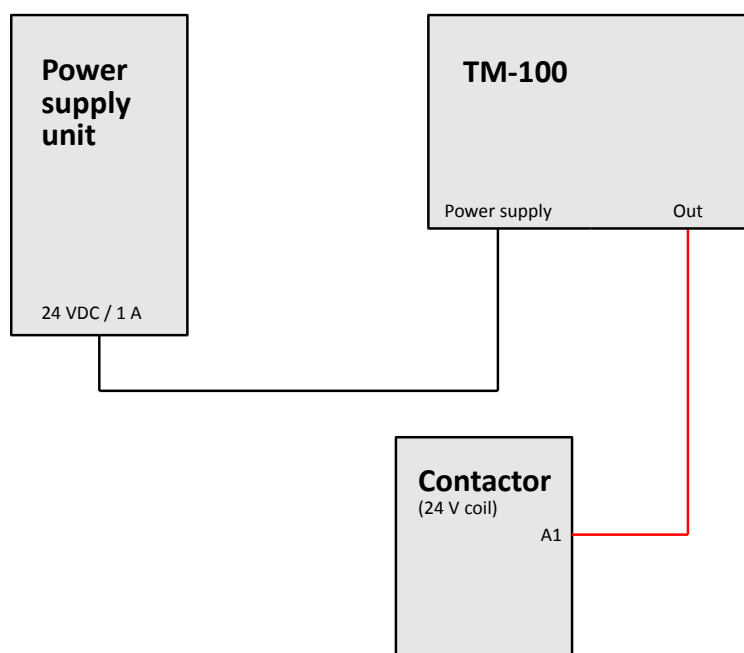 Power
supply
unit
24 VDC / 1 A
TM-100
Power supply
Out
Contactor
(24 V coil)
A1